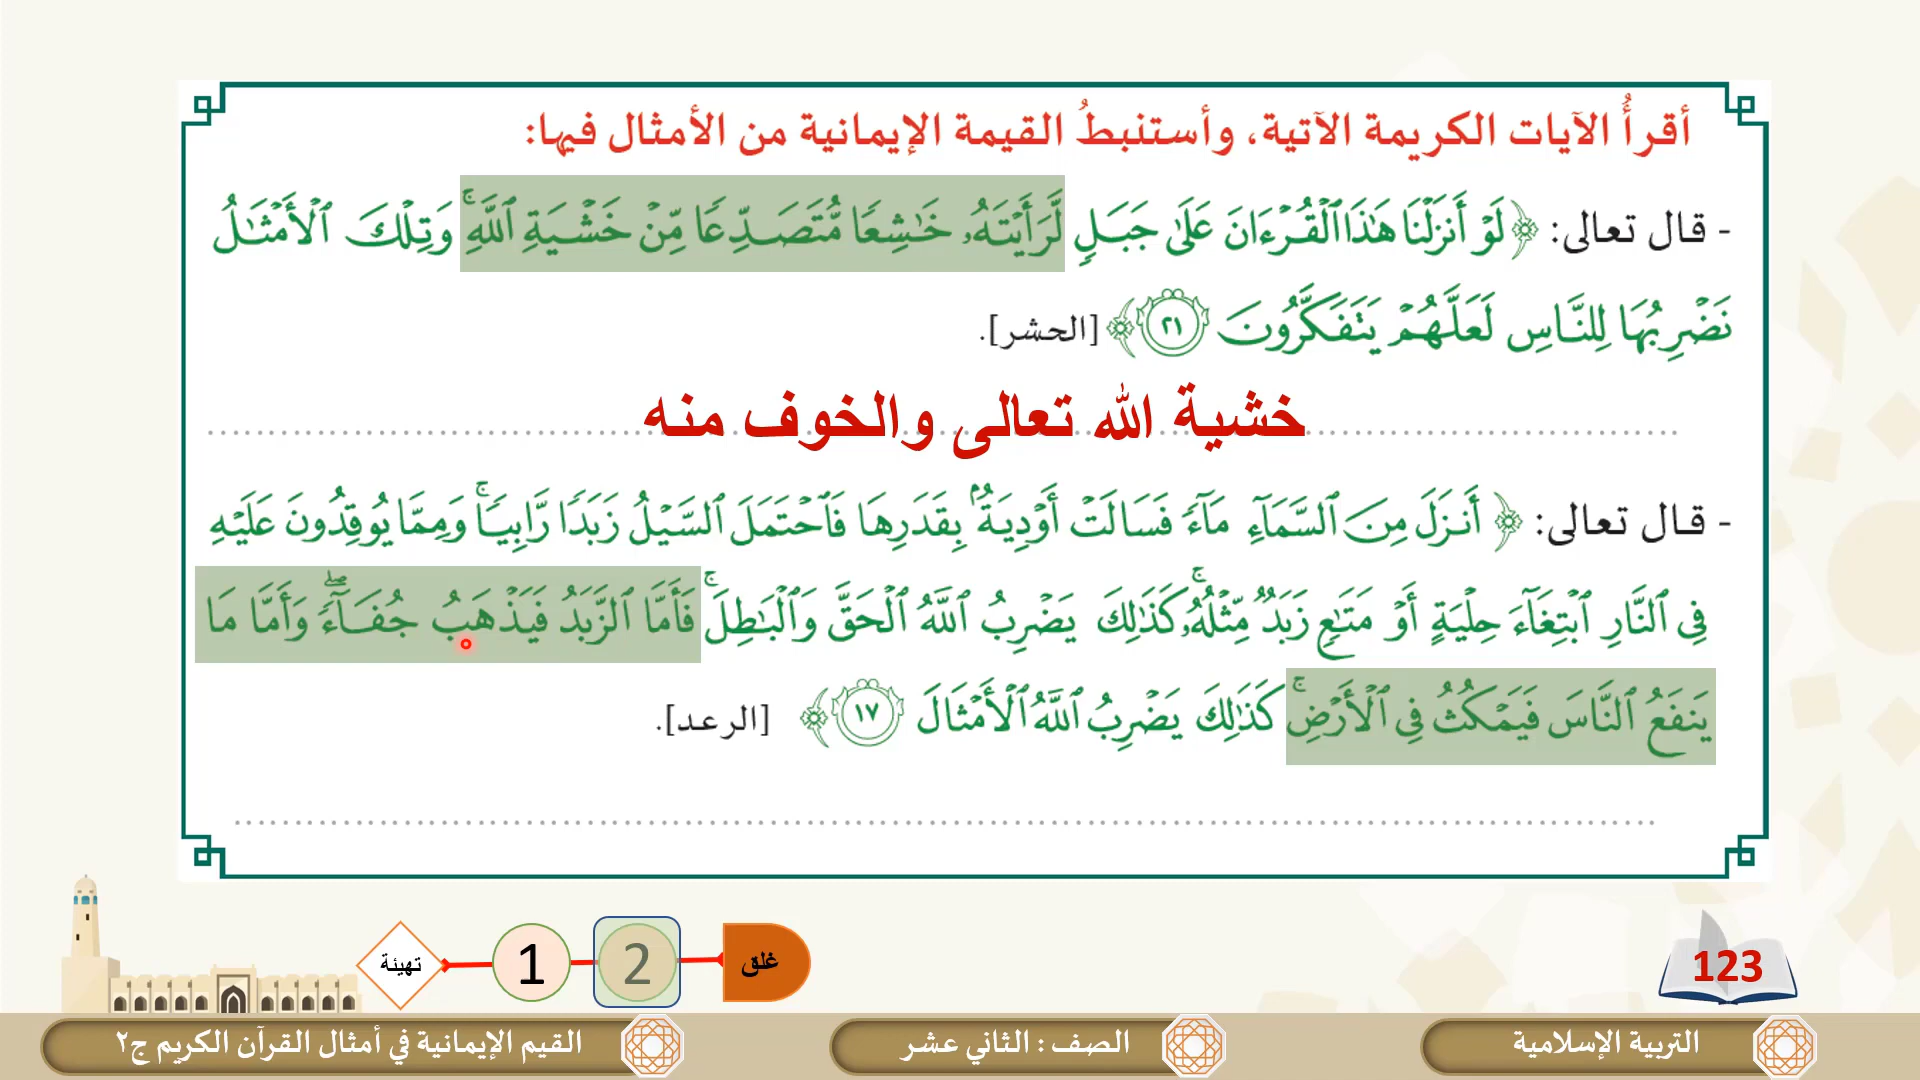 أقرأُ الآيات الكريمة الآتية، وأستنبطُ القيمة الإيمانية من الأمثال فيها:
- قال تعالى: ﴿لَوْ أَنزَلْنَا هَٰذَا ٱلْقُرْءَانَ عَلَىٰ جَبَلٍ لَّرَأَيْتَهُۥ خَٰشِعًا مُّتَصَدِّعًا مِّنْ خَشْيَةِ ٱللَّهِۚ وَتِلْكَ ٱلْأَمْثَٰلُ
نَضْرِبُهَا لِلنَّاسِ لَعَلَّهُمْ يَتَفَكَّرُونَ ٢١﴾ [الحشر].
خشية الله تعالى والخوف منه
- قال تعالى: ﴿أَنزَلَ مِنَ ٱلسَّمَآءِ مَآءً فَسَالَتْ أَوْدِيَةٌۢ بِقَدَرِهَا فَٱحْتَمَلَ ٱلسَّيْلُ زَبَدًا رَّابِيًاۚ وَمِمَّا يُوقِدُونَ عَلَيْهِ
فِى ٱلنَّارِ ٱبْتِغَآءَ حِلْيَةٍ أَوْ مَتَٰعٍ زَبَدٌ مِّثْلُهُۥۚ كَذَٰلِكَ يَضْرِبُ ٱللَّهُ ٱلْحَقَّ وَٱلْبَٰطِلَۚ فَأَمَّا ٱلزَّبَدُ فَيَذْهَبُ جُفَآءًۖ وَأَمَّا مَا
يَنفَعُ ٱلنَّاسَ فَيَمْكُثُ فِى ٱلْأَرْضِۚ كَذَٰلِكَ يَضْرِبُ ٱللَّهُ ٱلْأَمْثَالَ ١٧﴾ [الرعد].
غلق
2
1
تهيئة
123
التربية الإسلامية
الصف : الثاني عشر
القيم الإيمانية في أمثال القرآن الكريم ج٢